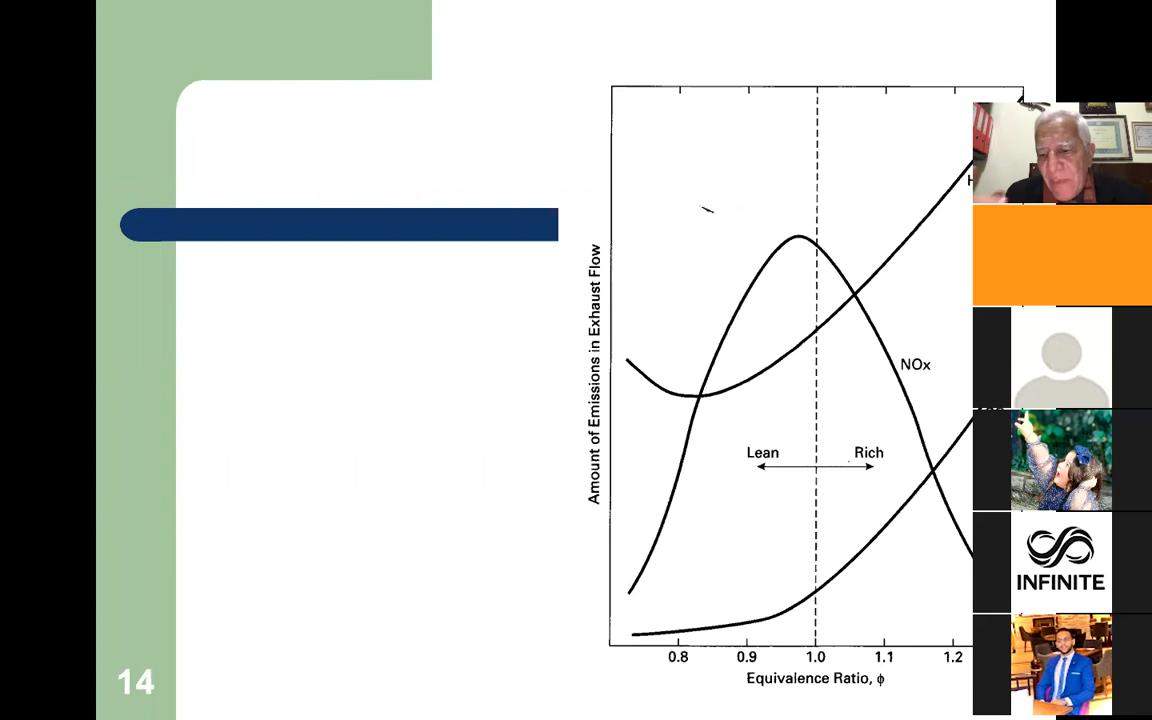 Amount of Emissions in Exhaust Flow
H
NOx
Lean
Rich
0.8
0.9
1.0
1.1
1.2
Equivalence Ratio, ϕ
14
INFINITE